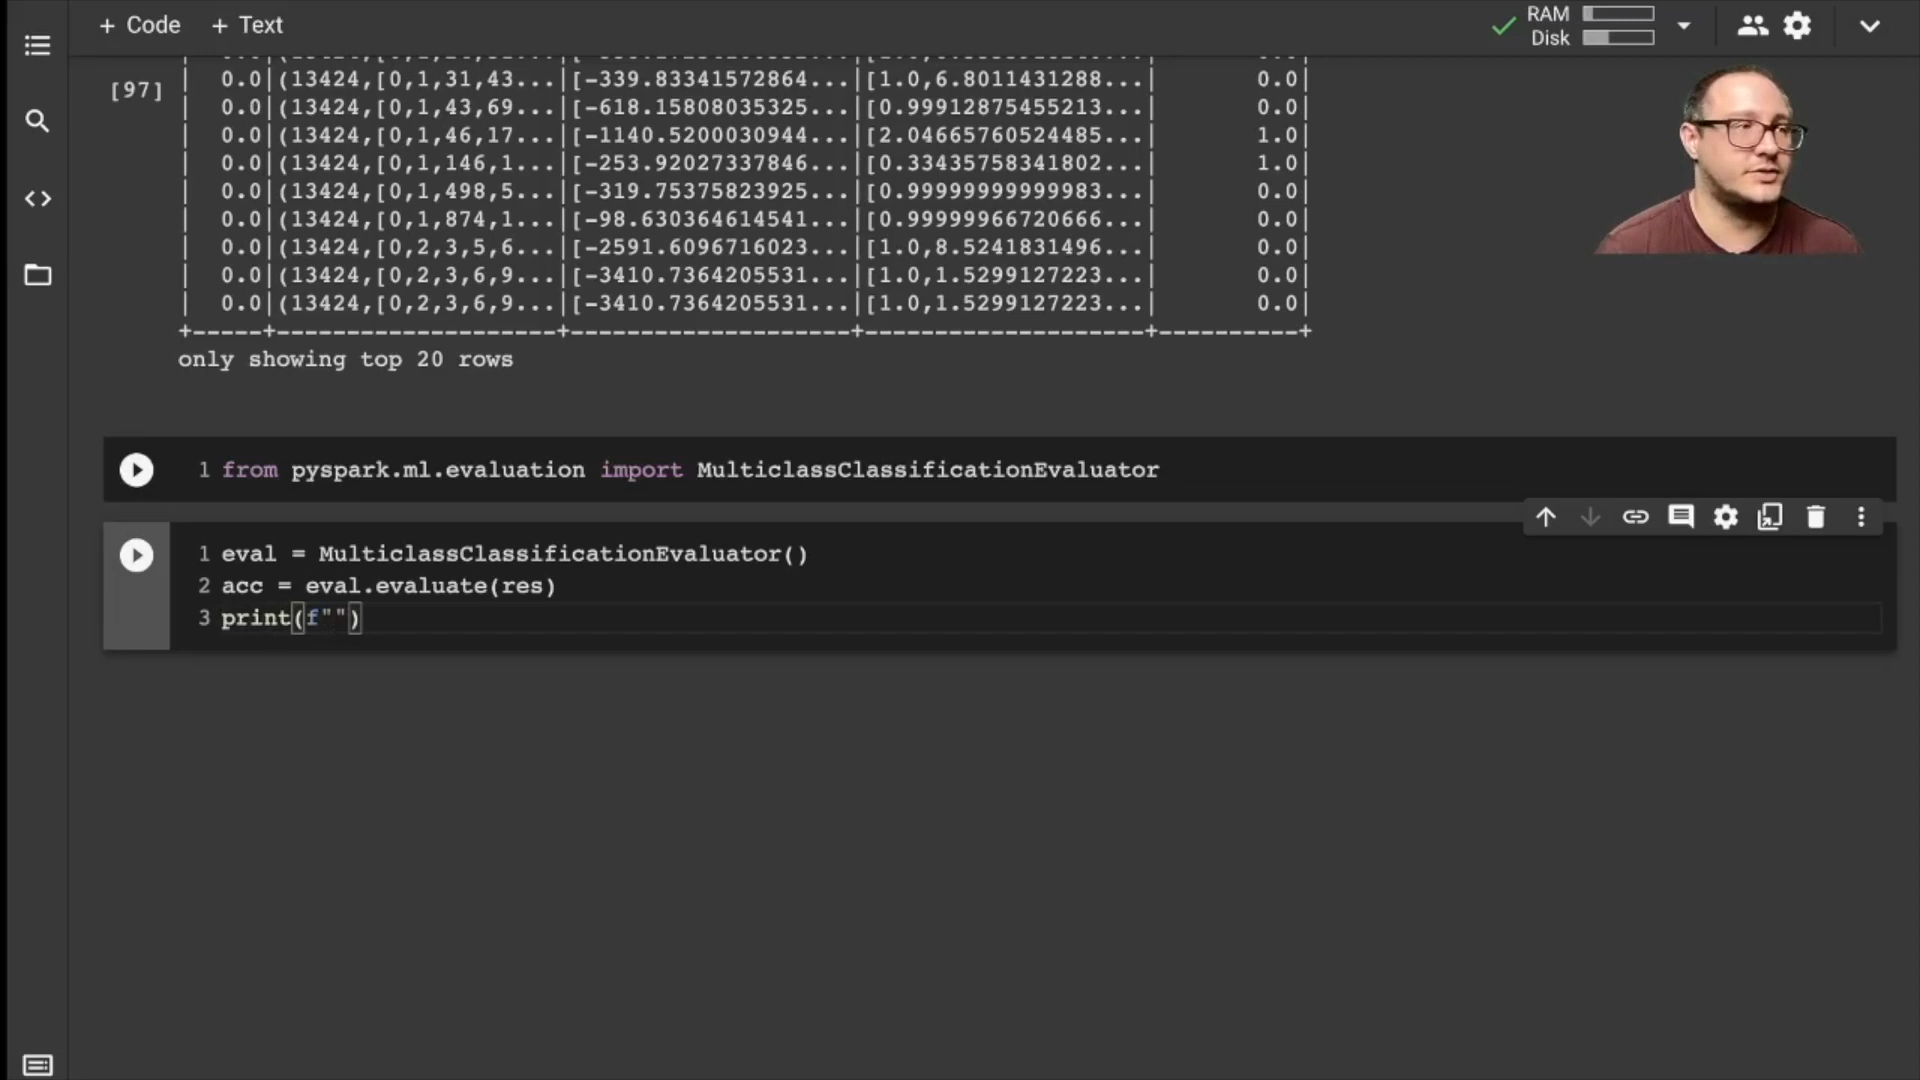 + Code + Text
RAM
Disk
[97]
| 0.0|(13424,[0,1,31,43...|[-339.83341572864...|[1.0,6.8011431288...| 0.0|
| 0.0|(13424,[0,1,43,69...|[-618.15808035325...|[0.99912875455213...| 0.0|
| 0.0|(13424,[0,1,46,17...|[-1140.5200030944...|[2.04665760524485...| 1.0|
| 0.0|(13424,[0,1,146,1...|[-253.92027337846...|[0.33435758341802...| 1.0|
| 0.0|(13424,[0,1,498,5...|[-319.75375823925...|[0.99999999999983...| 0.0|
| 0.0|(13424,[0,1,874,1...|[-98.630364614541...|[0.99999966720666...| 0.0|
| 0.0|(13424,[0,2,3,5,6...|[-2591.6096716023...|[1.0,8.5241831496...| 0.0|
| 0.0|(13424,[0,2,3,6,9...|[-3410.7364205531...|[1.0,1.5299127223...| 0.0|
| 0.0|(13424,[0,2,3,6,9...|[-3410.7364205531...|[1.0,1.5299127223...| 0.0|
+-----+--------------------+--------------------+--------------------+----------+
only showing top 20 rows
1 from pyspark.ml.evaluation import MulticlassClassificationEvaluator
1 eval = MulticlassClassificationEvaluator()
2 acc = eval.evaluate(res)
3 print(f"")